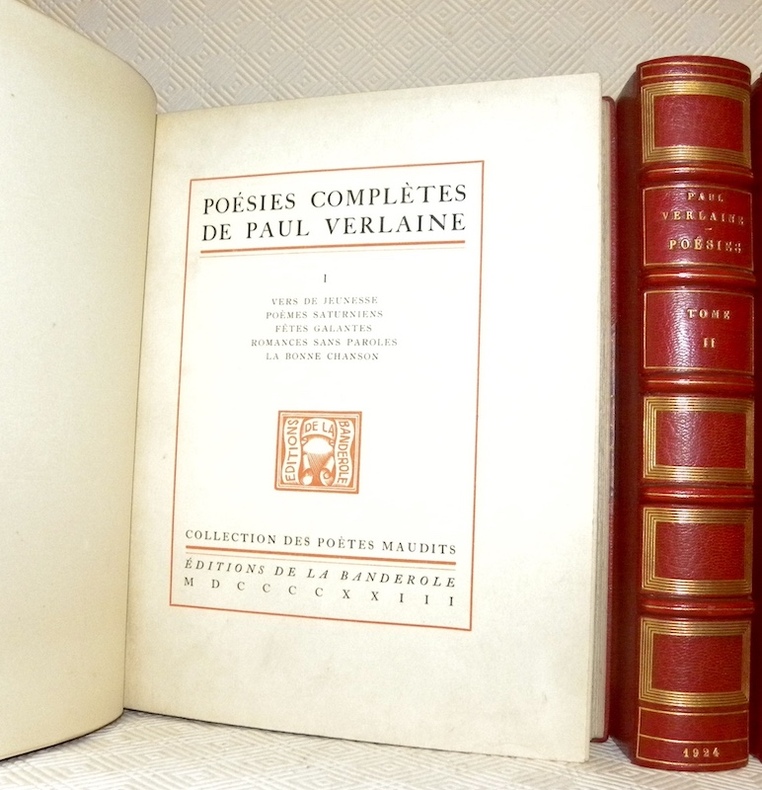 POÉSIES COMPLÈTES
DE PAUL VERLAINE
I
VERS DE JEUNESSE
POÈMES SATURNIENS
FÊTES GALANTES
ROMANCES SANS PAROLES
LA BONNE CHANSON
EDITIONS
DE LA
BANDEROLE
COLLECTION DES POÈTES MAUDITS
ÉDITIONS DE LA BANDEROLE
M D C C C C X X I I I
PAUL
VERLAINE
-
POÉSIES
TOME
II
1924